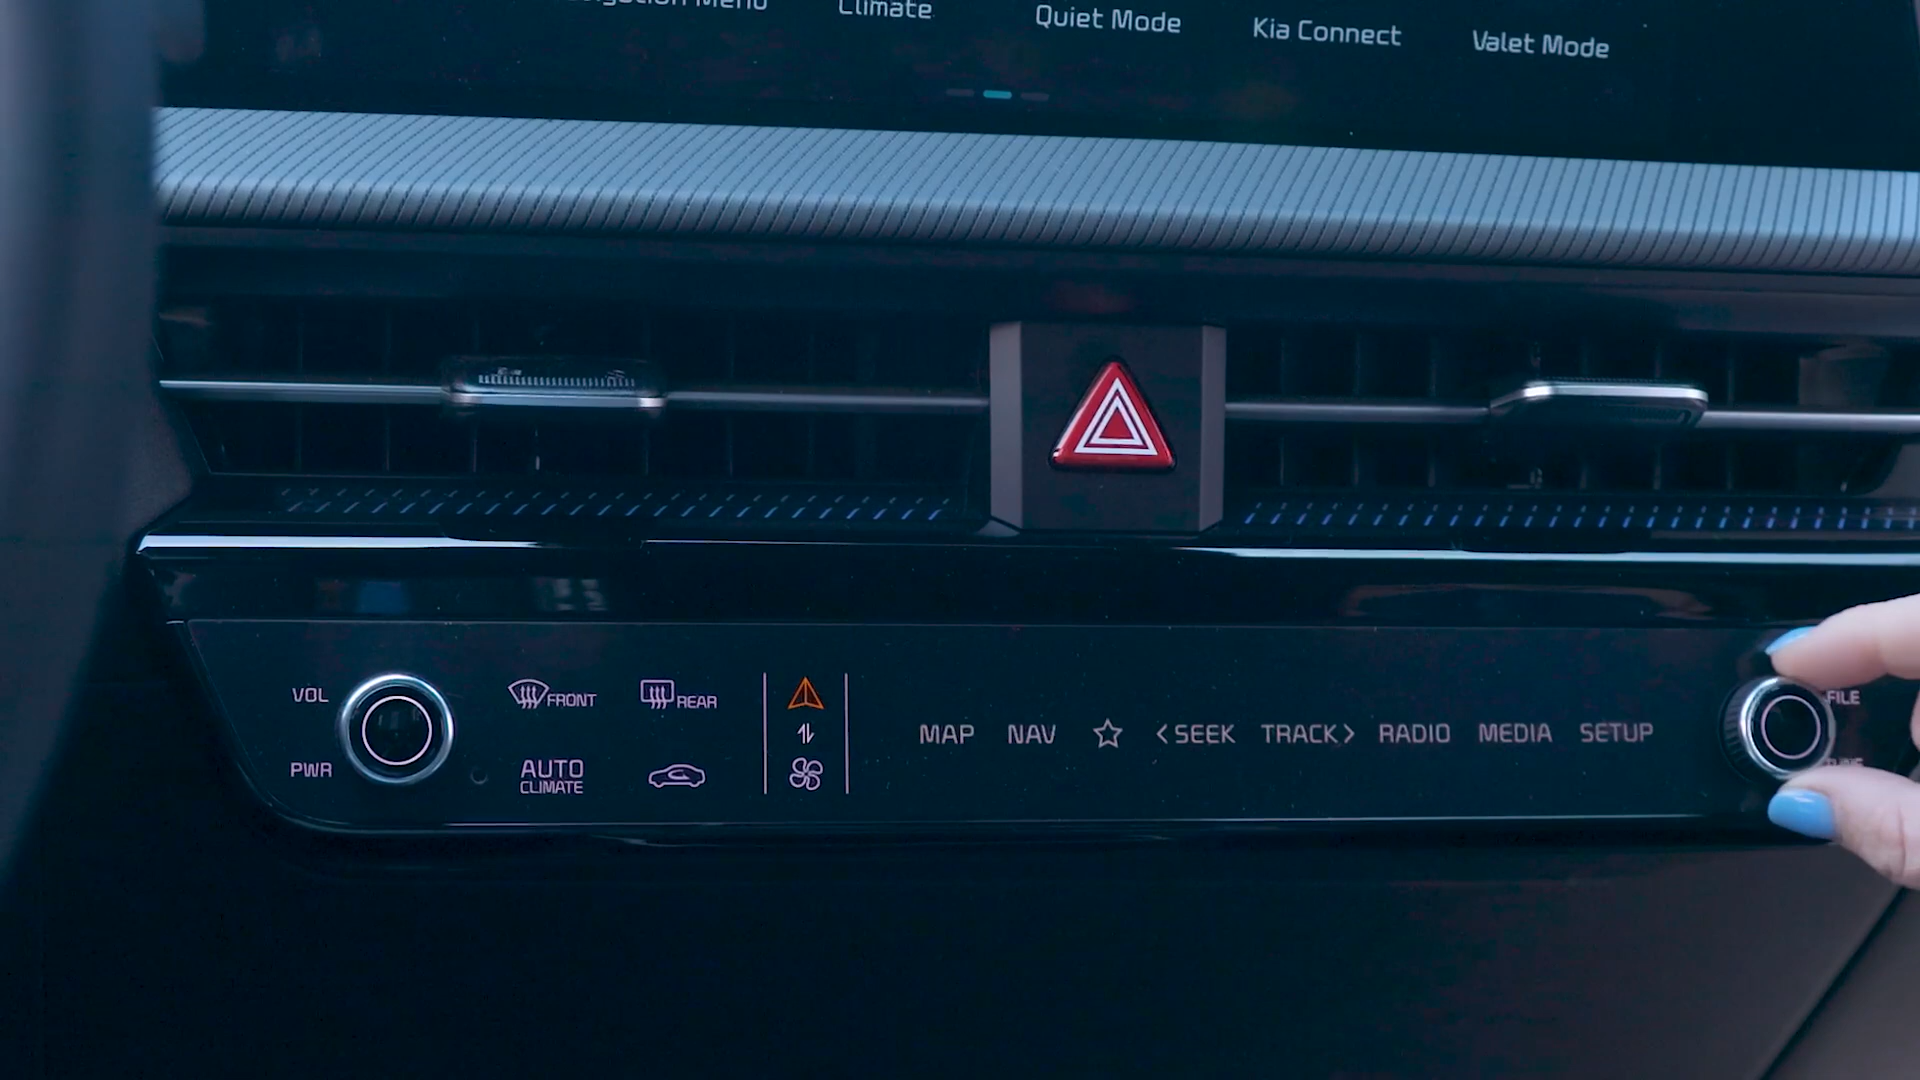 Menu
Climate
Quiet Mode
Kia Connect
Valet Mode
VOL
FRONT
REAR
MAP
NAV
<SEEK
TRACK>
RADIO
MEDIA
SETUP
FILE
PWR
AUTO
CLIMATE